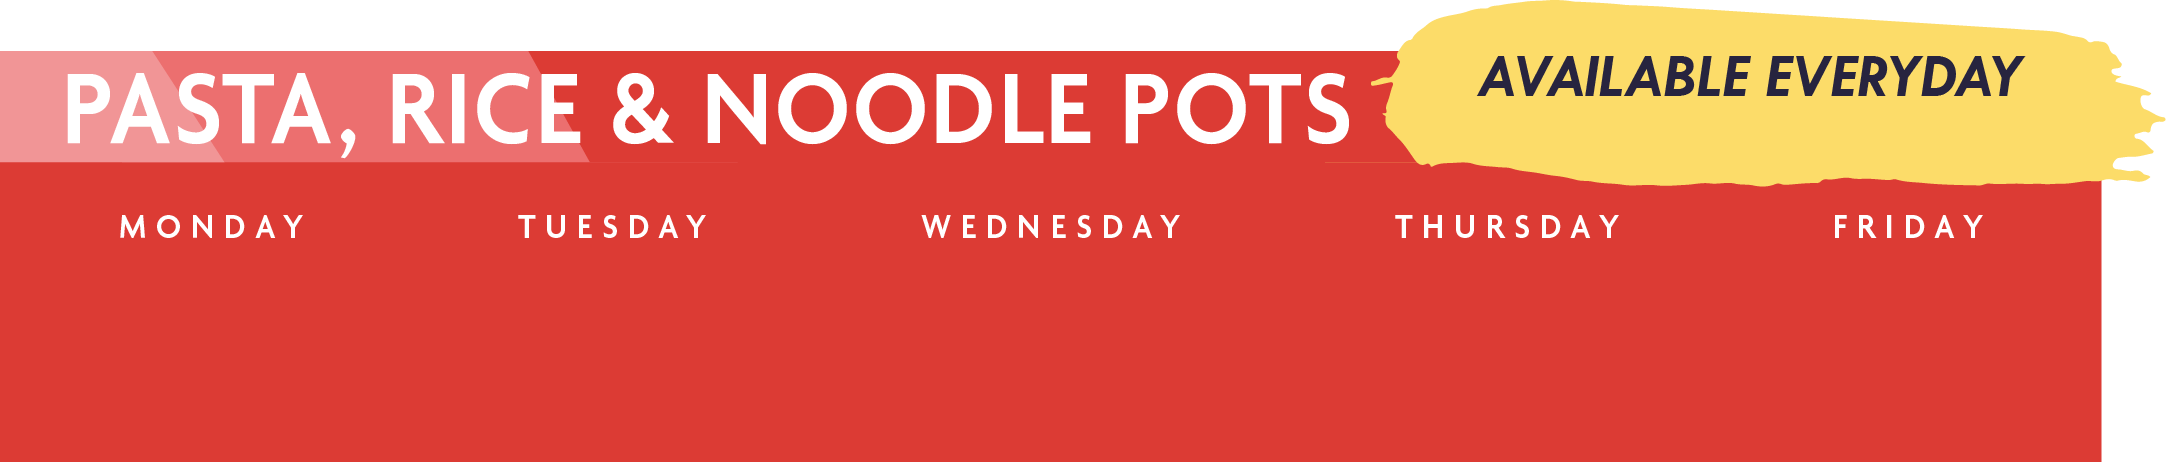 PASTA, RICE & NOODLE POTS
AVAILABLE EVERYDAY
MONDAY TUESDAY WEDNESDAY THURSDAY FRIDAY